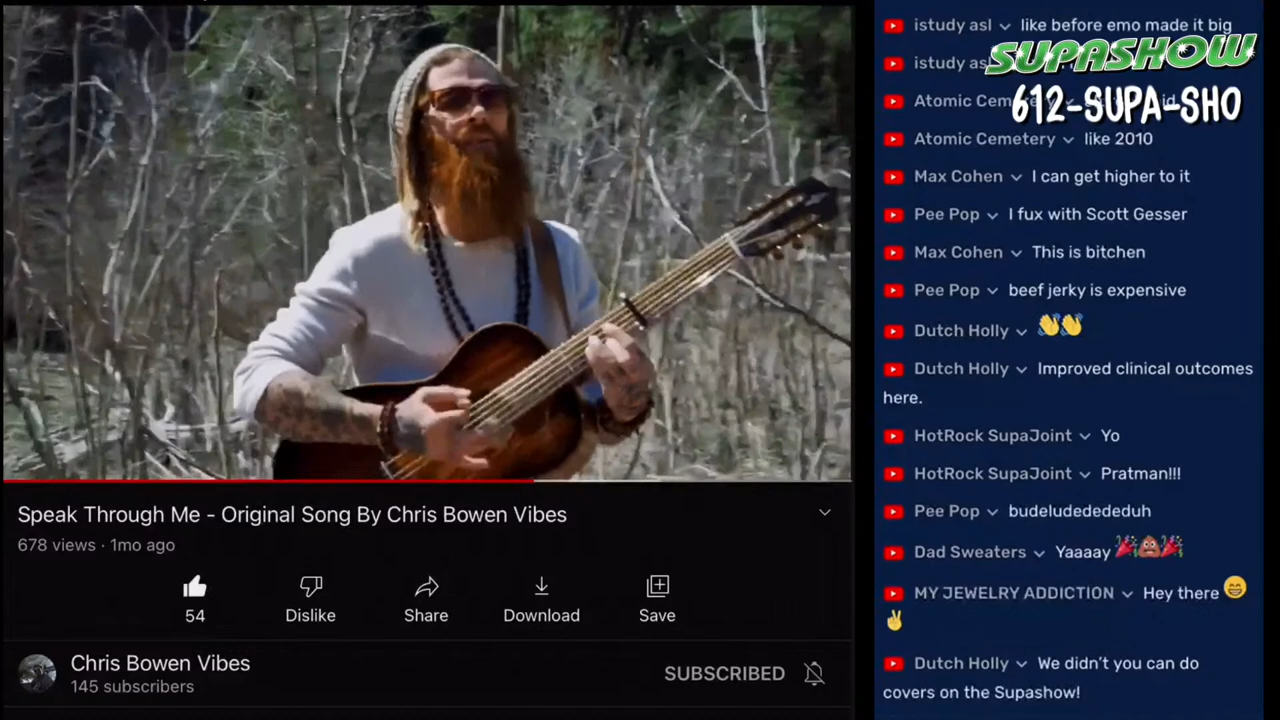 Speak Through Me - Original Song By Chris Bowen Vibes
678 views · 1mo ago
54
Dislike
Share
Download
Save
Chris Bowen Vibes
145 subscribers
SUBSCRIBED
SUPASHOW
612-SUPA-SHO
istudy asl like before emo made it big
istudy asl
Atomic Cemetery
Atomic Cemetery like 2010
Max Cohen I can get higher to it
Pee Pop I fux with Scott Gesser
Max Cohen This is bitchen
Pee Pop beef jerky is expensive
Dutch Holly 👋👋
Dutch Holly Improved clinical outcomes
here.
HotRock SupaJoint Yo
HotRock SupaJoint Pratman!!!
Pee Pop budeludedededuh
Dad Sweaters Yaaaay 🎉💩🎉
MY JEWELRY ADDICTION Hey there 😁
✌
Dutch Holly We didn't you can do
covers on the Supashow!